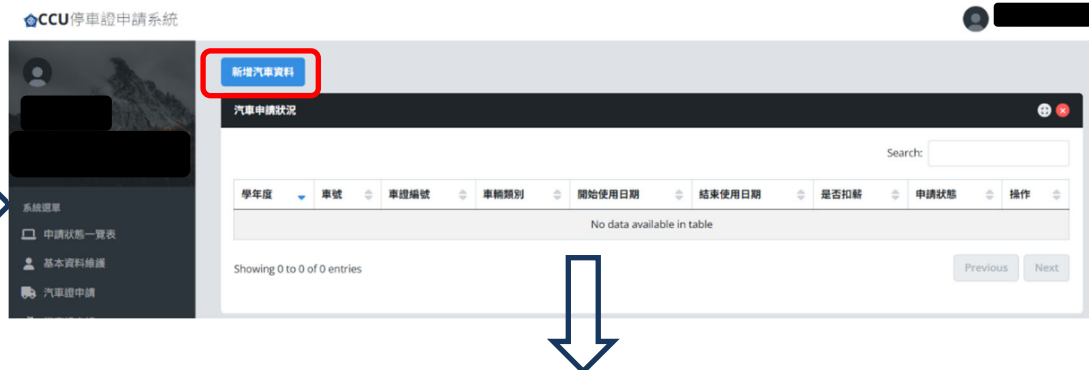 CCU停車證申請系統
新增汽車資料
汽車申請狀況
Search:
學年度 車號 車證編號 車輛類別 開始使用日期 結束使用日期 是否扣薪 申請狀態 操作
No data available in table
Showing 0 to 0 of 0 entries
Previous Next
系統選單
申請狀態一覽表
基本資料維護
汽車證申請